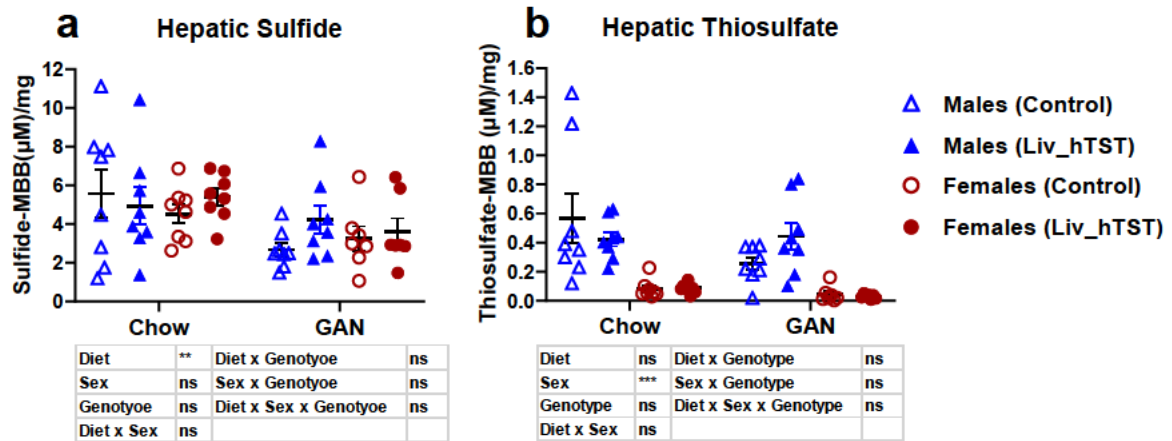 a Hepatic Sulfide
Sulfide-MBB(µM)/mg
12
10
8
6
4
2
0
Chow GAN
Diet ** Diet x Genotyoe ns
Sex ns Sex x Genotyoe ns
Genotyoe ns Diet x Sex x Genotyoe ns
Diet x Sex ns
b Hepatic Thiosulfate
Thiosulfate-MBB (µM)/mg
1.6
1.4
1.2
1.0
0.8
0.6
0.4
0.2
0.0
Chow GAN
Diet ns Diet x Genotype ns
Sex *** Sex x Genotype ns
Genotype ns Diet x Sex x Genotype ns
Diet x Sex ns
Males (Control)
Males (Liv_hTST)
Females (Control)
Females (Liv_hTST)